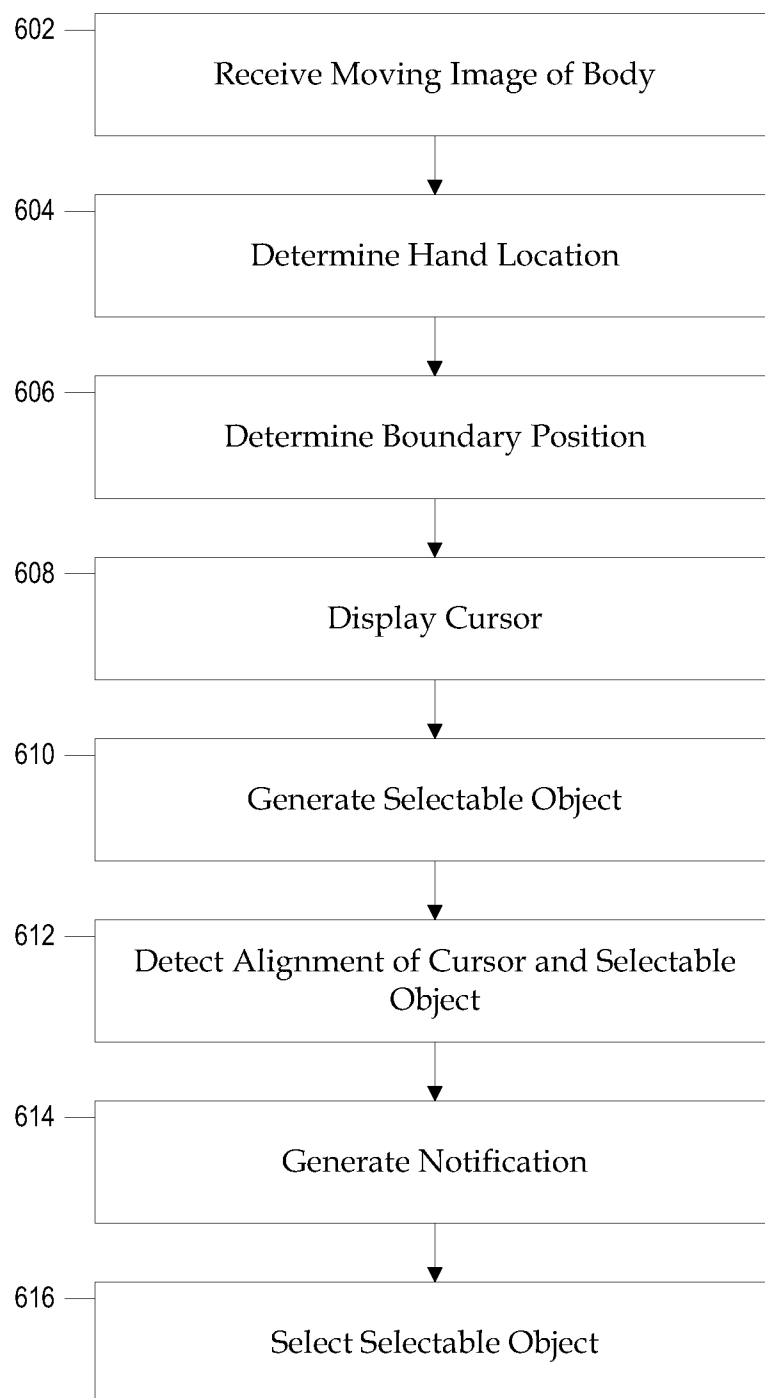 602
Receive Moving Image of Body
604
Determine Hand Location
606
Determine Boundary Position
608
Display Cursor
610
Generate Selectable Object
612
Detect Alignment of Cursor and Selectable
Object
614
Generate Notification
616
Select Selectable Object